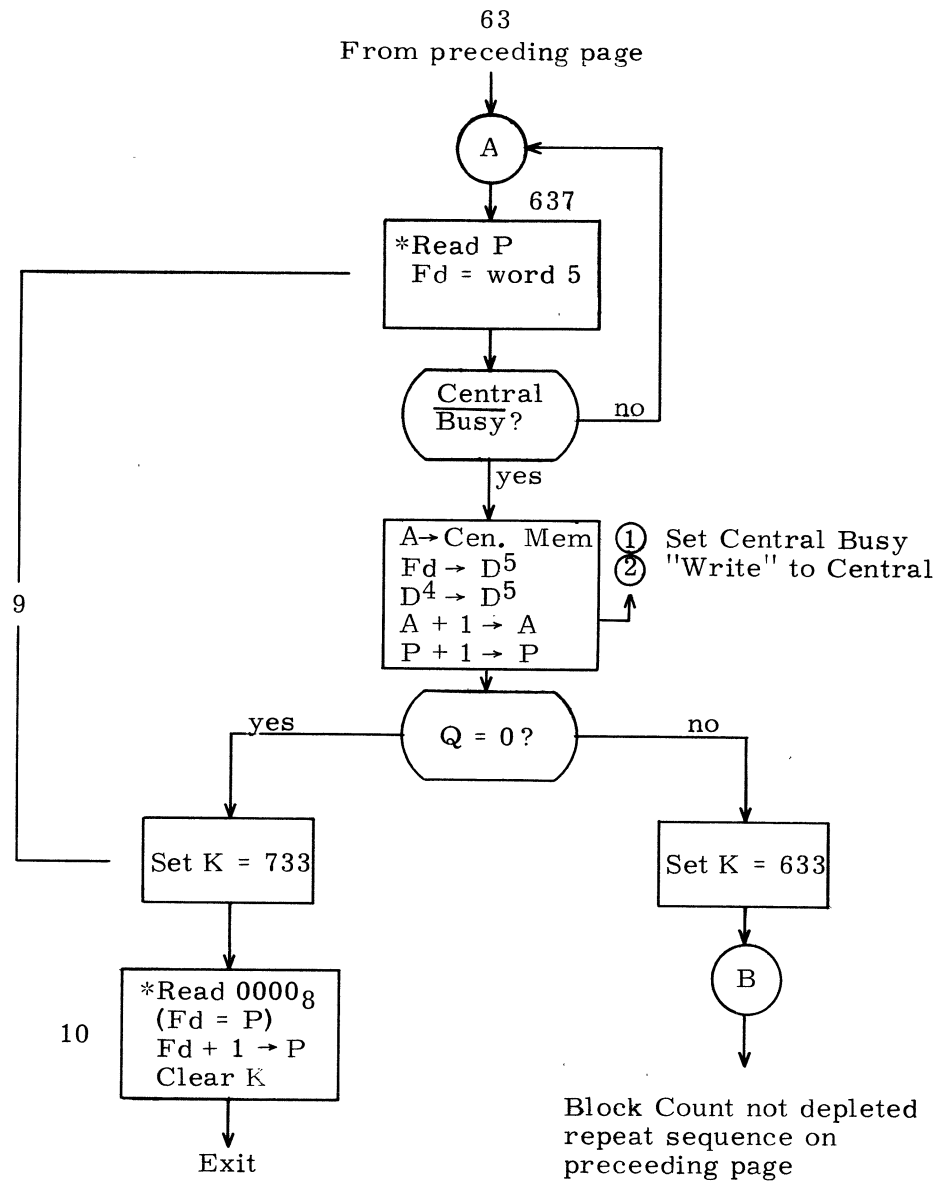 63
From preceding page
A
637
*Read P
Fd = word 5
Central
Busy?
no
yes
A→Cen. Mem
Fd → D⁵
D⁴ → D⁵
A + 1 → A
P + 1 → P
① Set Central Busy
② "Write" to Central
9
Q = 0?
yes
no
Set K = 733
Set K = 633
*Read 0000₈
(Fd = P)
Fd + 1 → P
Clear K
10
Exit
B
Block Count not depleted
repeat sequence on
preceeding page